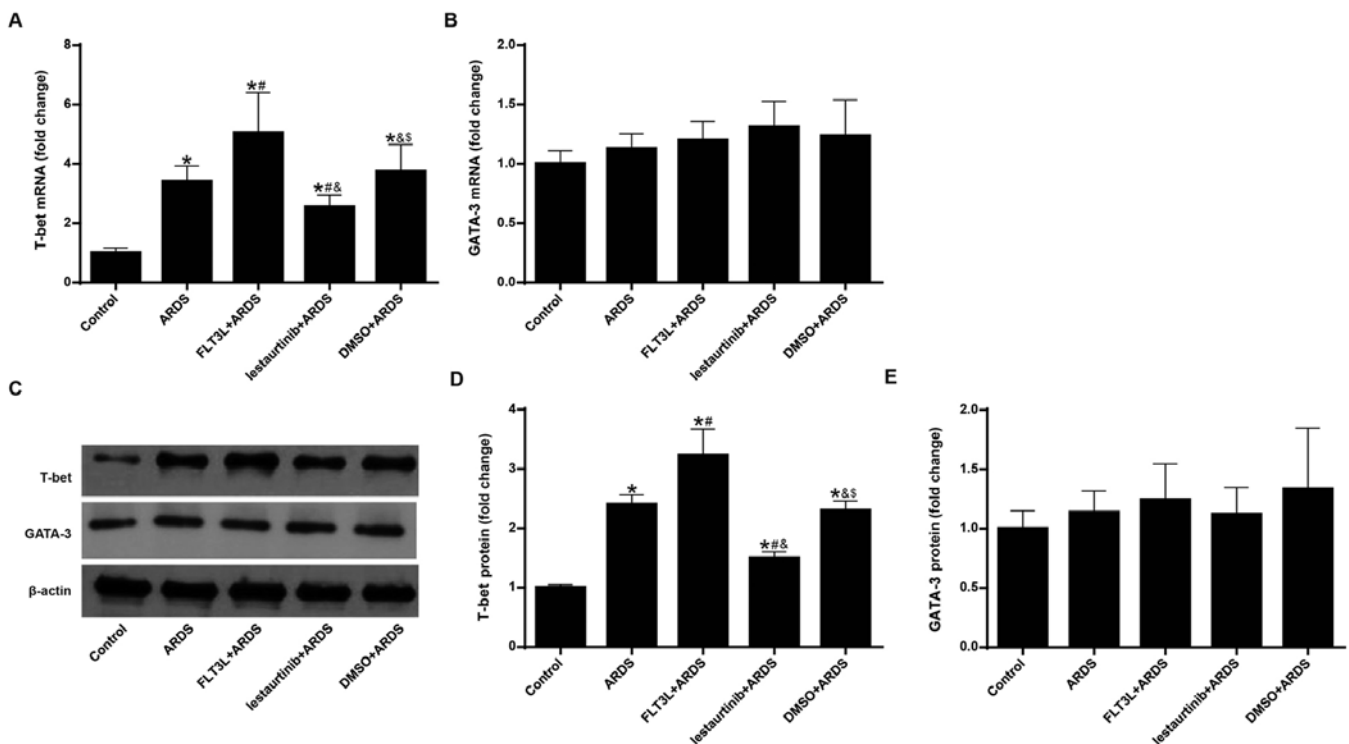 A
T-bet mRNA (fold change)
8
6
4
2
0
*
*#
*#&
*&$
Control
ARDS
FLT3L+ARDS
lestaurtinib+ARDS
DMSO+ARDS
B
GATA-3 mRNA (fold change)
2.0
1.5
1.0
0.5
0.0
Control
ARDS
FLT3L+ARDS
lestaurtinib+ARDS
DMSO+ARDS
C
T-bet
GATA-3
β-actin
Control
ARDS
FLT3L+ARDS
lestaurtinib+ARDS
DMSO+ARDS
D
T-bet protein (fold change)
4
3
2
1
0
*
*#
*#&
*&$
Control
ARDS
FLT3L+ARDS
lestaurtinib+ARDS
DMSO+ARDS
E
GATA-3 protein (fold change)
2.0
1.5
1.0
0.5
0.0
Control
ARDS
FLT3L+ARDS
lestaurtinib+ARDS
DMSO+ARDS